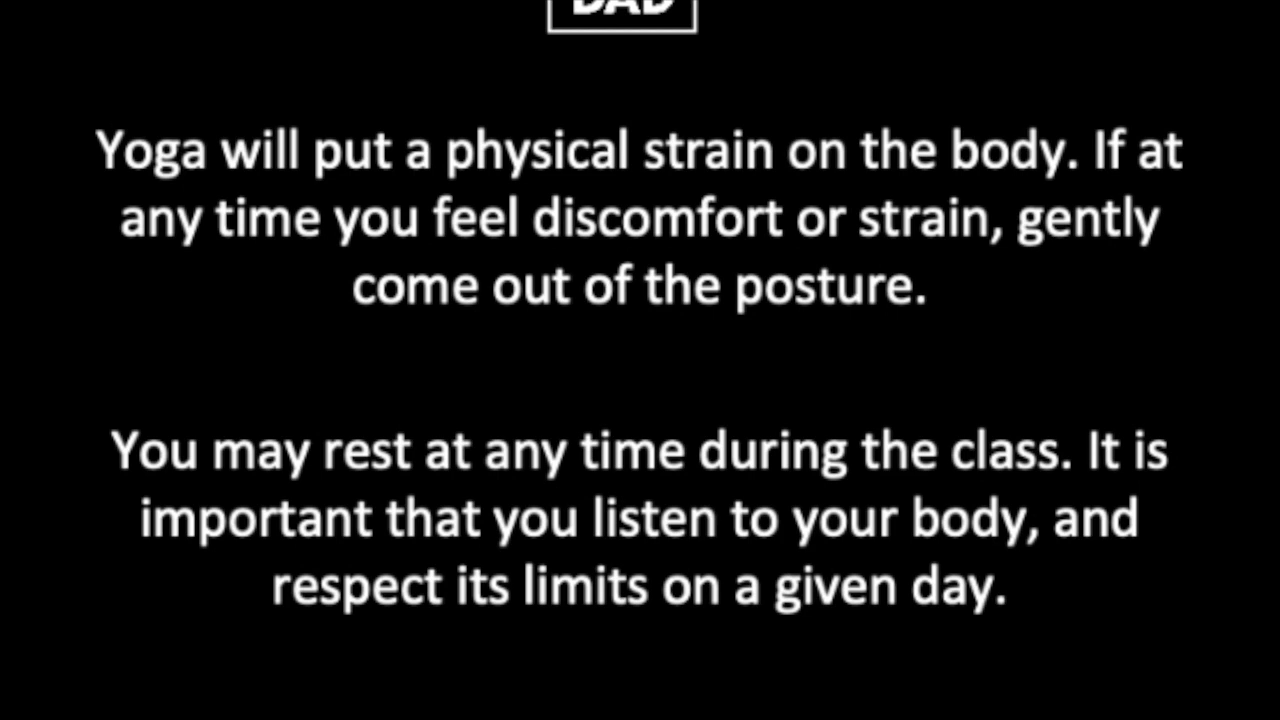 DAD
Yoga will put a physical strain on the body. If at
any time you feel discomfort or strain, gently
come out of the posture.
You may rest at any time during the class. It is
important that you listen to your body, and
respect its limits on a given day.